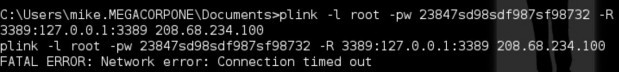 C:\Users\mike.MEGACORPONE\Documents>plink -l root -pw 23847sd98sdf987sf98732 -R
3389:127.0.0.1:3389 208.68.234.100
plink -l root -pw 23847sd98sdf987sf98732 -R 3389:127.0.0.1:3389 208.68.234.100
FATAL ERROR: Network error: Connection timed out